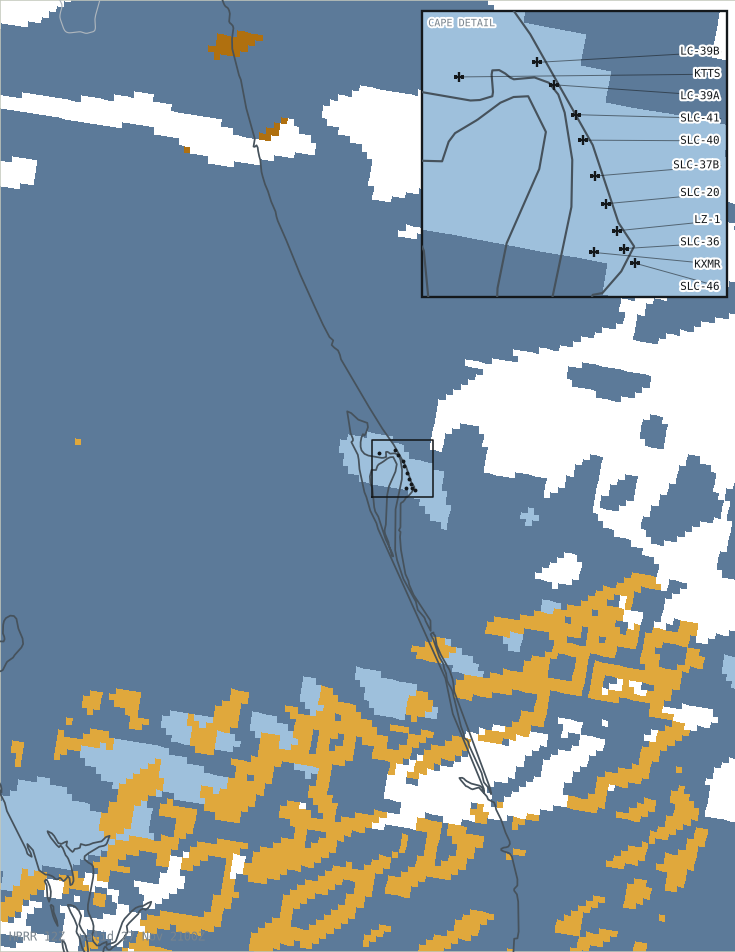 CAPE DETAIL
LC-39B
KTTS
LC-39A
SLC-41
SLC-40
SLC-37B
SLC-20
LZ-1
SLC-36
KXMR
SLC-46
HRRR